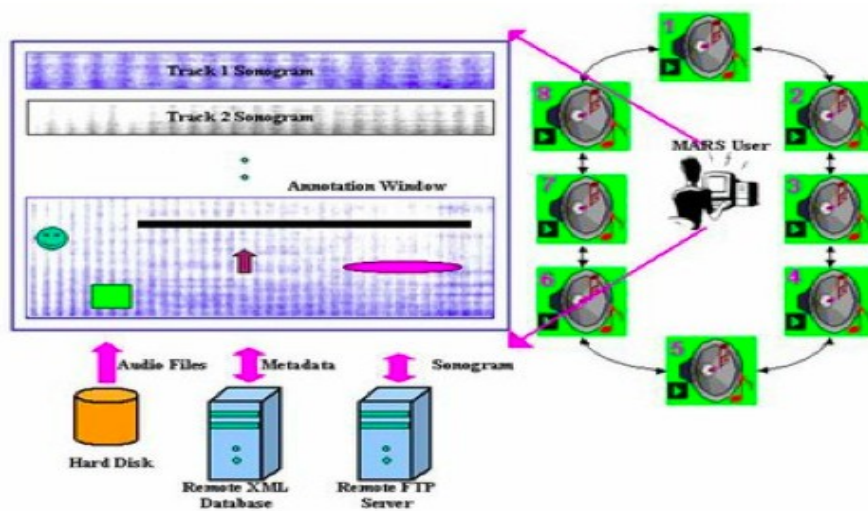 Track 1 Sonogram
Track 2 Sonogram
Annotation Window
1
2
3
4
5
6
7
8
MARS User
Audio Files
Metadata
Sonogram
Hard Disk
Remote XML
Database
Remote FTP
Server